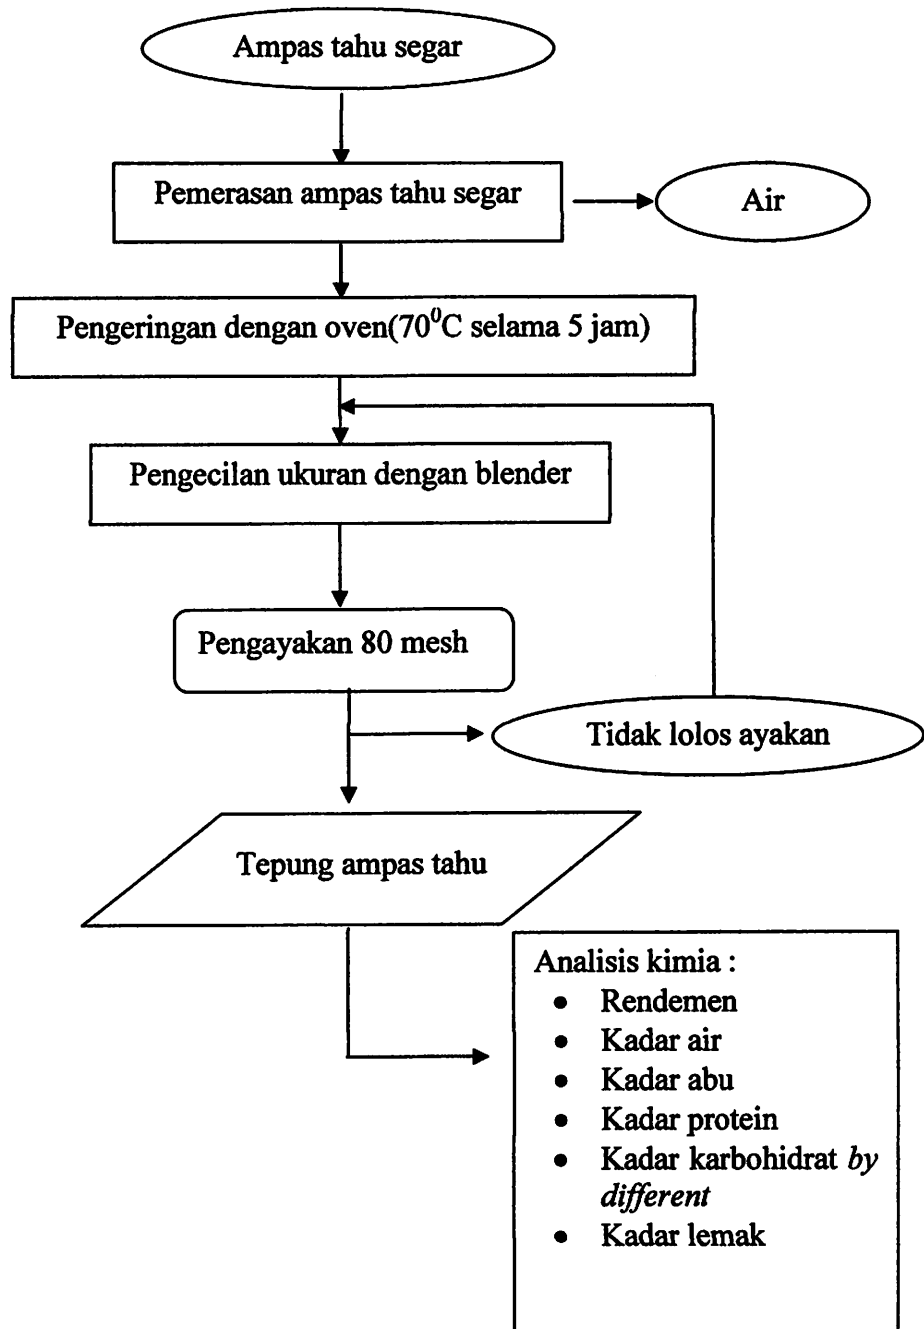 Ampas tahu segar
Pemerasan ampas tahu segar
Air
Pengeringan dengan oven(70⁰C selama 5 jam)
Pengecilan ukuran dengan blender
Pengayakan 80 mesh
Tidak lolos ayakan
Tepung ampas tahu
Analisis kimia :
• Rendemen
• Kadar air
• Kadar abu
• Kadar protein
• Kadar karbohidrat by
different
• Kadar lemak